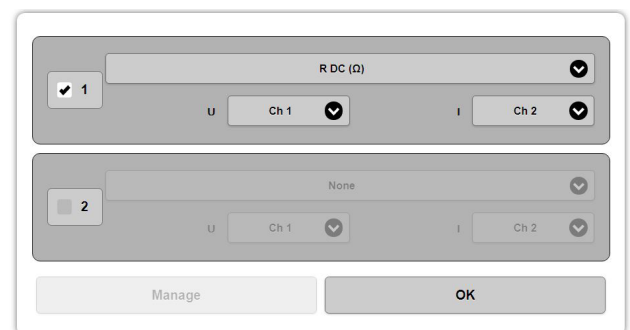 R DC (Ω)
1
U Ch 1 I Ch 2
None
2
U Ch 1 I Ch 2
Manage OK